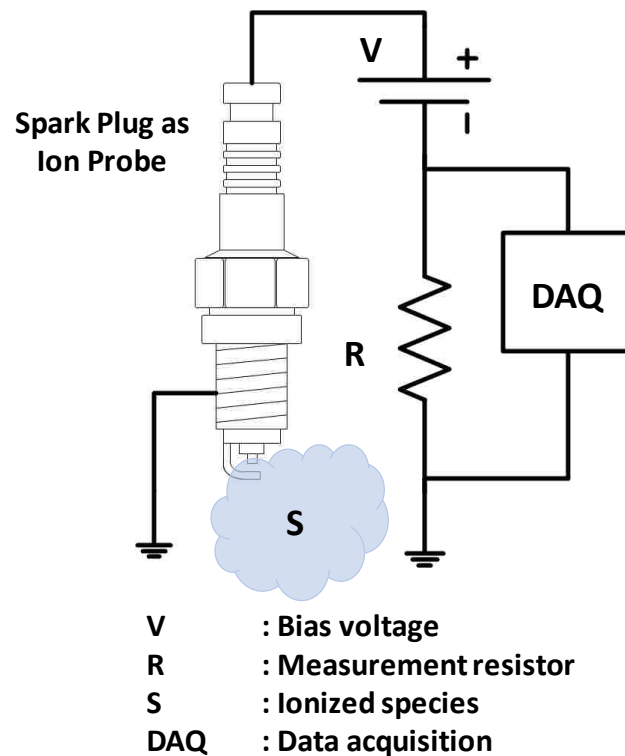 V
+
Spark Plug as
Ion Probe
DAQ
R
S
V : Bias voltage
R : Measurement resistor
S : Ionized species
DAQ : Data acquisition